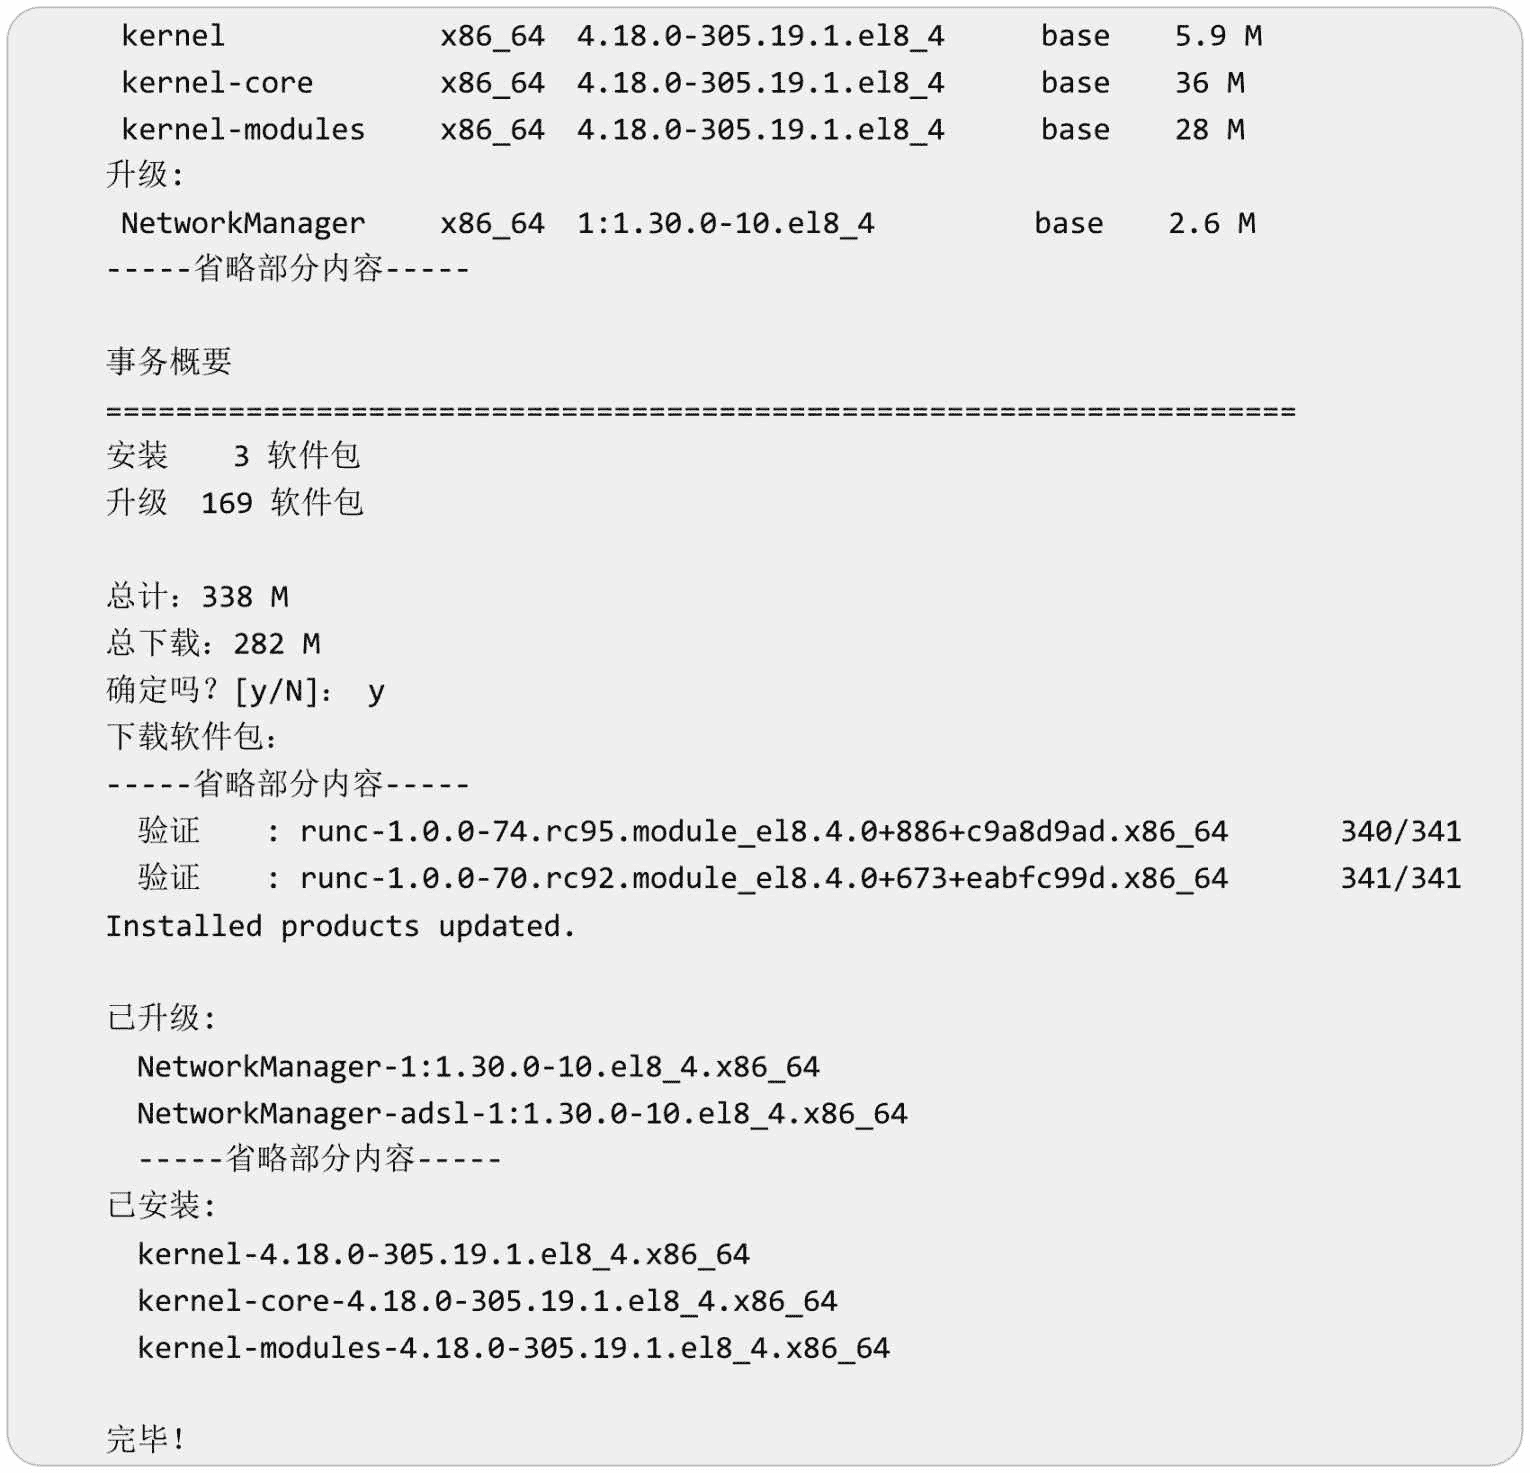 kernel x86_64 4.18.0-305.19.1.el8_4 base 5.9 M
kernel-core x86_64 4.18.0-305.19.1.el8_4 base 36 M
kernel-modules x86_64 4.18.0-305.19.1.el8_4 base 28 M
升级:
NetworkManager x86_64 1:1.30.0-10.el8_4 base 2.6 M
-----省略部分内容-----
事务概要
====================================================================
安装 3 软件包
升级 169 软件包
总计：338 M
总下载：282 M
确定吗？[y/N]： y
下载软件包：
-----省略部分内容-----
验证 : runc-1.0.0-74.rc95.module_el8.4.0+886+c9a8d9ad.x86_64 340/341
验证 : runc-1.0.0-70.rc92.module_el8.4.0+673+eabfc99d.x86_64 341/341
Installed products updated.
已升级:
NetworkManager-1:1.30.0-10.el8_4.x86_64
NetworkManager-adsl-1:1.30.0-10.el8_4.x86_64
-----省略部分内容-----
已安装:
kernel-4.18.0-305.19.1.el8_4.x86_64
kernel-core-4.18.0-305.19.1.el8_4.x86_64
kernel-modules-4.18.0-305.19.1.el8_4.x86_64
完毕!